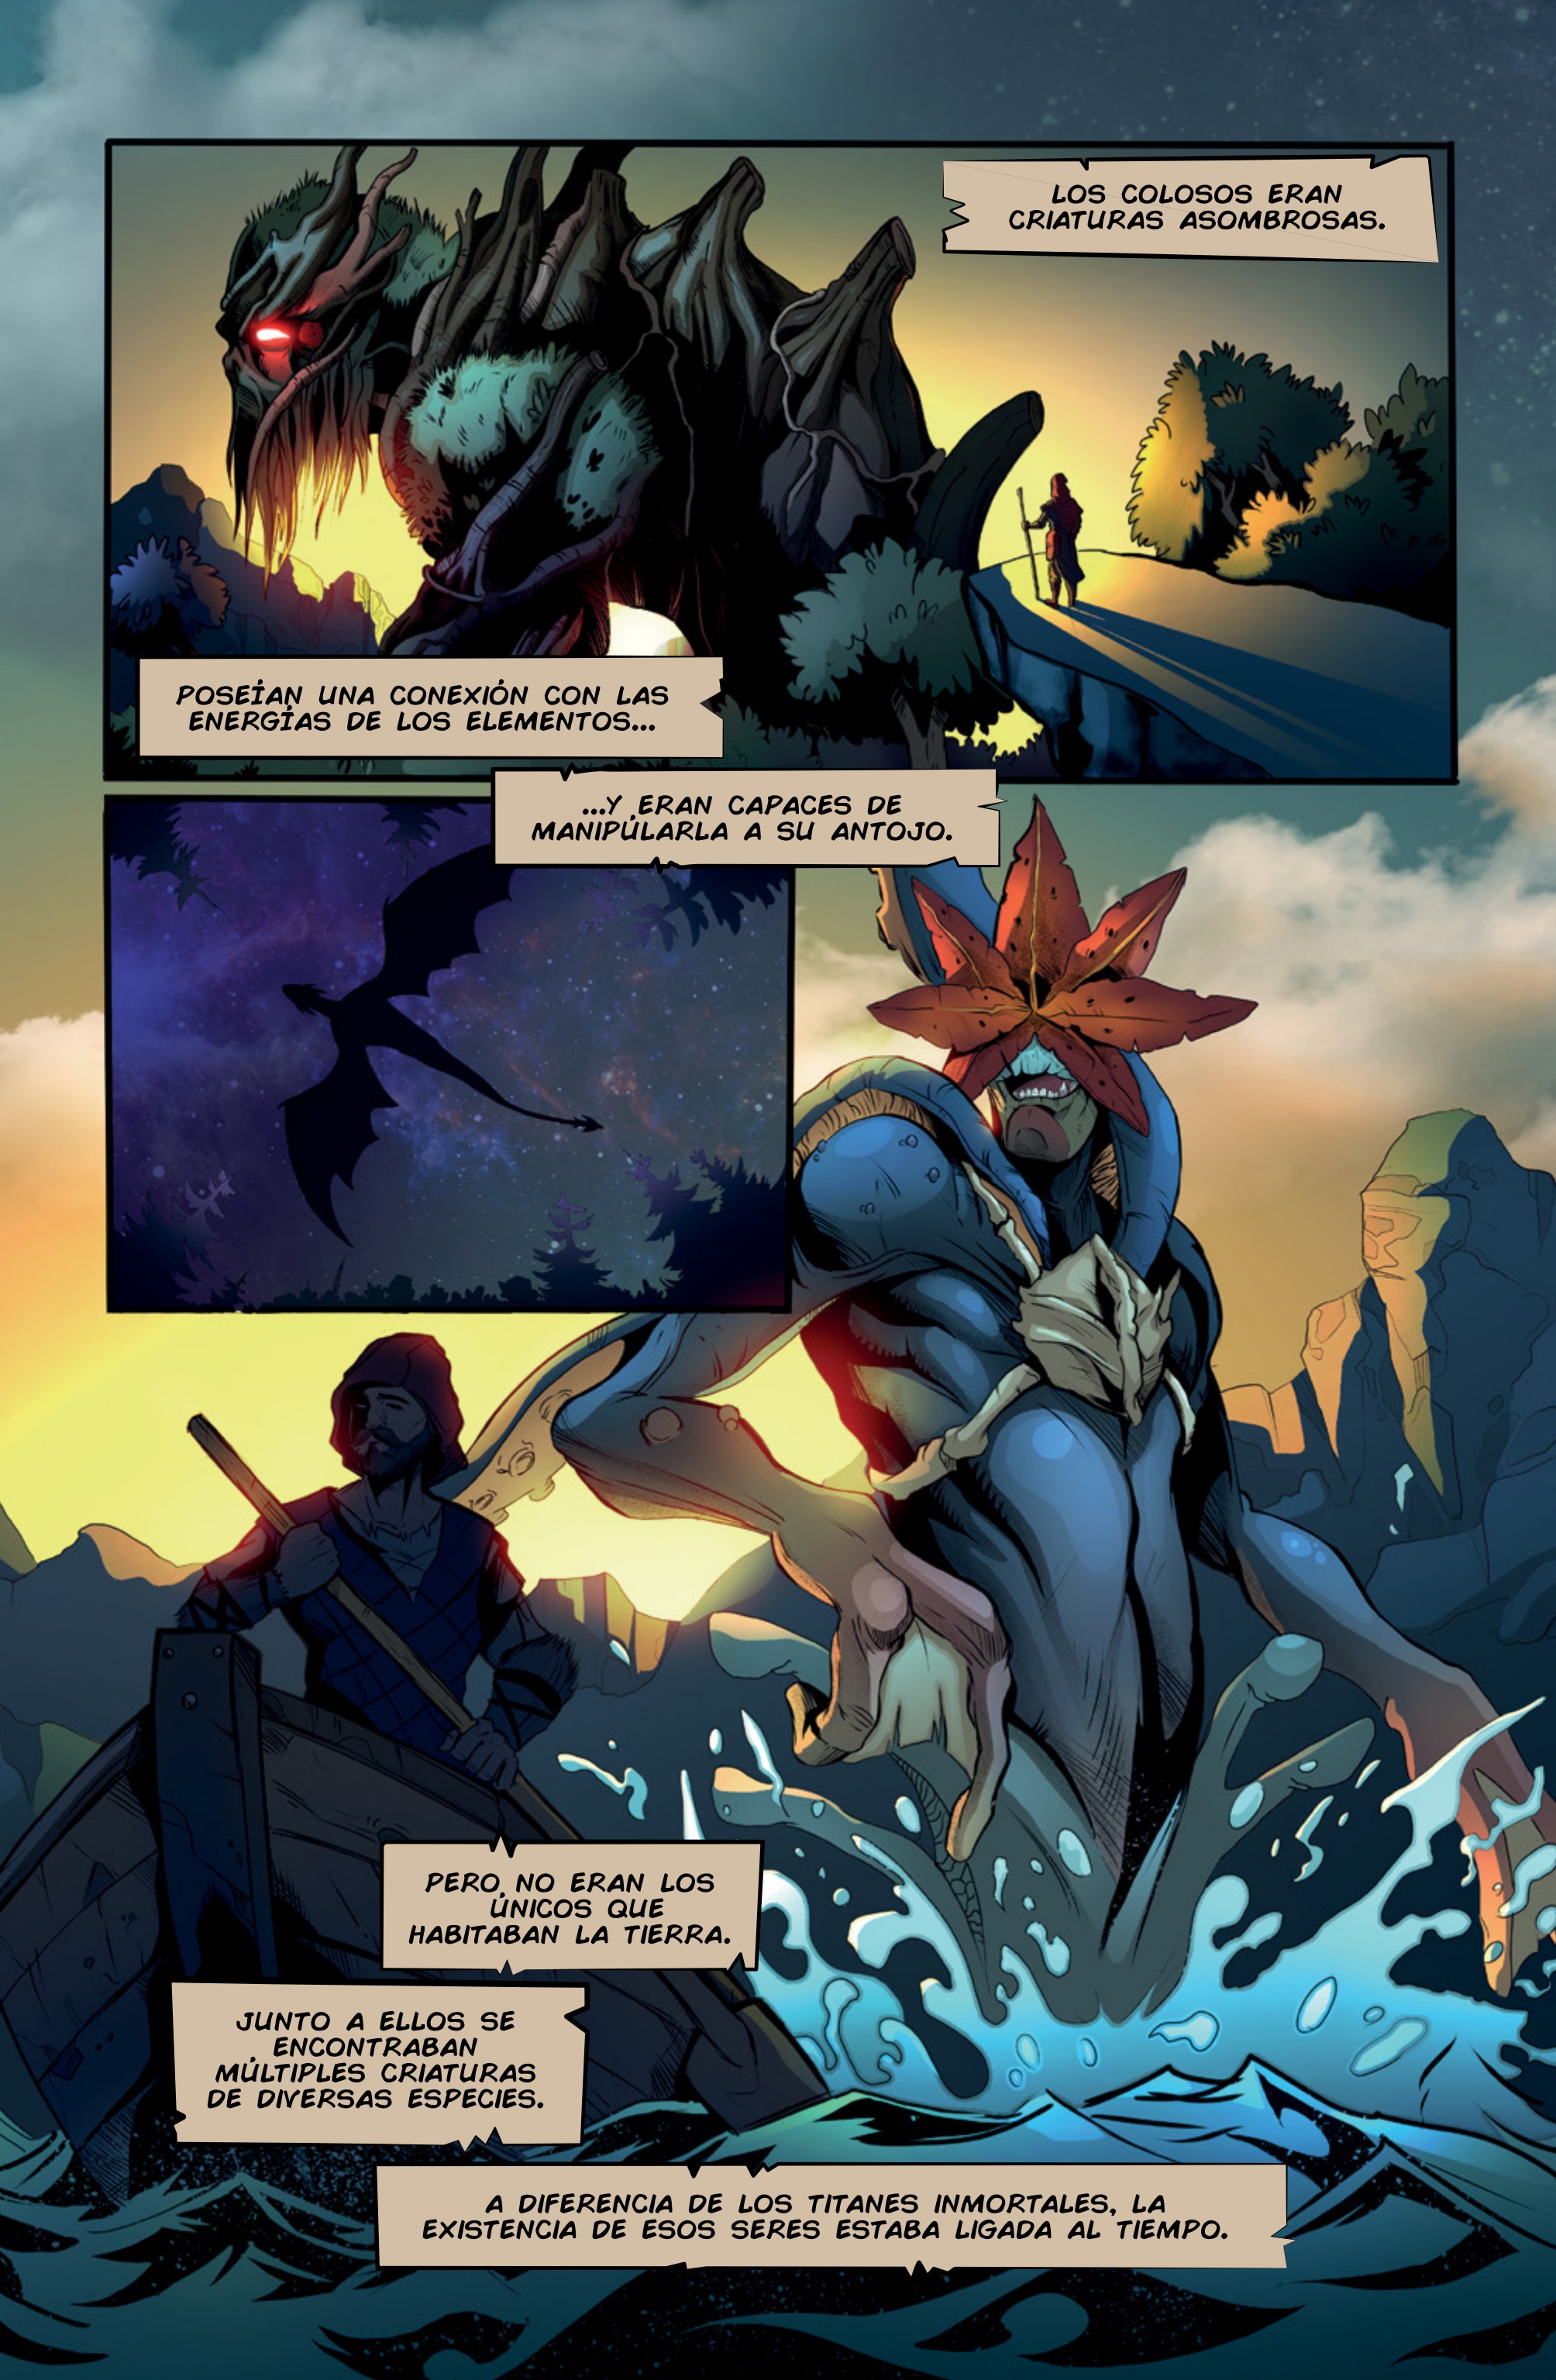 LOS COLOSOS ERAN
CRIATURAS ASOMBROSAS.
POSEÍAN UNA CONEXIÓN CON LAS
ENERGÍAS DE LOS ELEMENTOS...
...Y ERAN CAPACES DE
MANIPÚLARLA A SU ANTOJO.
PERO NO ERAN LOS
ÚNICOS QUE
HABITABAN LA TIERRA.
JUNTO A ELLOS SE
ENCONTRABAN
MÚLTIPLES CRIATURAS
DE DIVERSAS ESPECIES.
A DIFERENCIA DE LOS TITANES INMORTALES, LA
EXISTENCIA DE ESOS SERES ESTABA LIGADA AL TIEMPO.